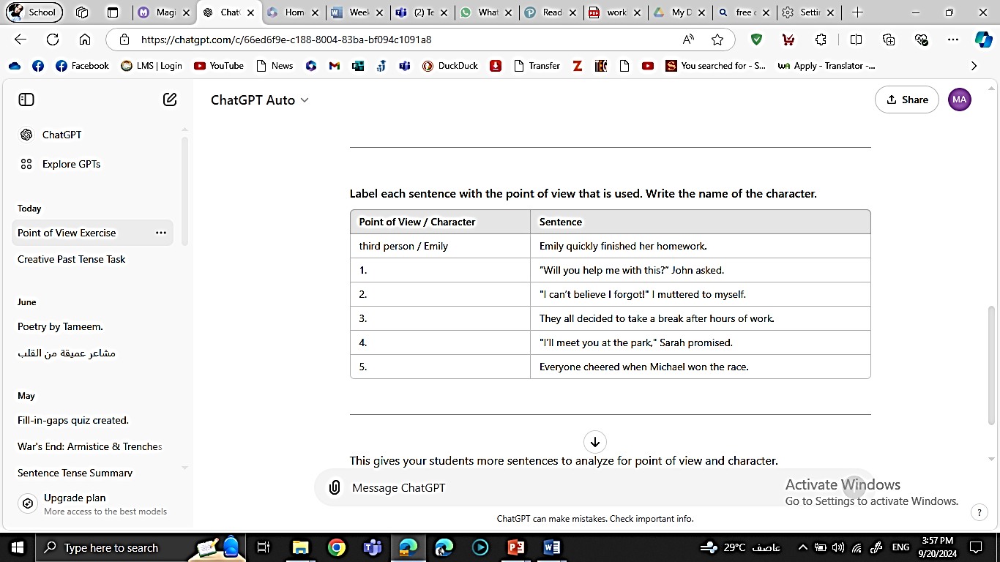 School
Magi
Chat
Hom
Week
(2) Te
What
Read
work
My D
free c
Settin
https://chatgpt.com/c/66ed6f9e-c188-8004-83ba-bf094c1091a8
Facebook
LMS | Login
YouTube
News
DuckDuck
Transfer
You searched for - S...
Apply - Translator -...
ChatGPT Auto
Share
MA
ChatGPT
Explore GPTs
Today
Point of View Exercise
Creative Past Tense Task
June
Poetry by Tameem.
مشاعر عميقة من القلب
May
Fill-in-gaps quiz created.
War's End: Armistice & Trenches
Sentence Tense Summary
Upgrade plan
More access to the best models
Label each sentence with the point of view that is used. Write the name of the character.
Point of View / Character Sentence
third person / Emily Emily quickly finished her homework.
1. "Will you help me with this?" John asked.
2. "I can't believe I forgot!" I muttered to myself.
3. They all decided to take a break after hours of work.
4. "I'll meet you at the park," Sarah promised.
5. Everyone cheered when Michael won the race.
This gives your students more sentences to analyze for point of view and character.
Message ChatGPT
Activate Windows
Go to Settings to activate Windows.
ChatGPT can make mistakes. Check important info.
?
Type here to search
29°C عاصف
ENG
3:57 PM
9/20/2024